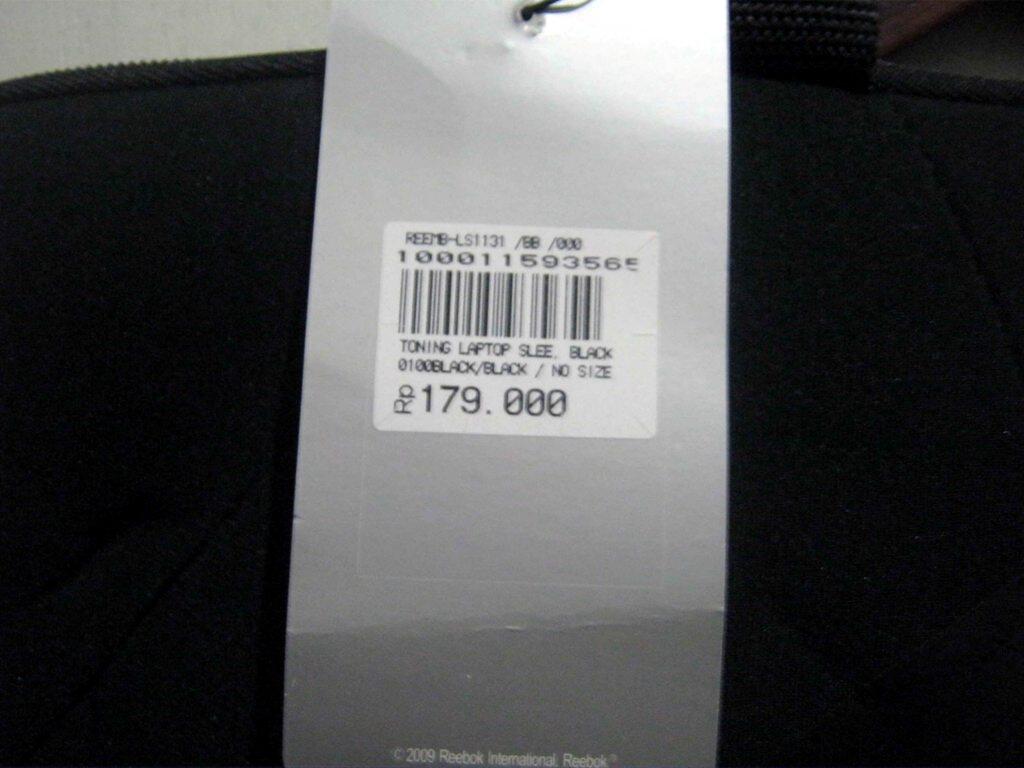 REEMB-LS1131 /BB /000
100011593565
TONING LAPTOP SLEE, BLACK
0100BLACK/BLACK / NO SIZE
Rp 179.000
© 2009 Reebok International. Reebok®